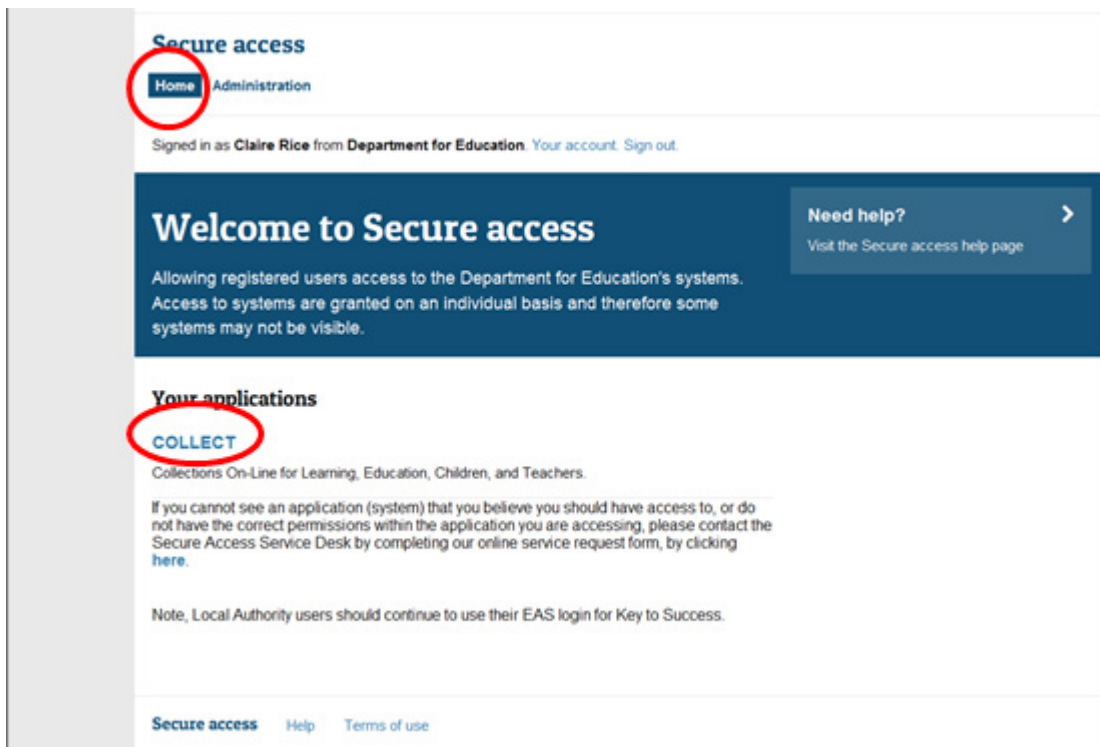 Secure access
Home Administration
Signed in as Claire Rice from Department for Education. Your account. Sign out.
Welcome to Secure access
Allowing registered users access to the Department for Education's systems.
Access to systems are granted on an individual basis and therefore some
systems may not be visible.
Need help?
Visit the Secure access help page
Your applications
COLLECT
Collections On-Line for Learning, Education, Children, and Teachers.
If you cannot see an application (system) that you believe you should have access to, or do
not have the correct permissions within the application you are accessing, please contact the
Secure Access Service Desk by completing our online service request form, by clicking
here.
Note, Local Authority users should continue to use their EAS login for Key to Success.
Secure access Help Terms of use